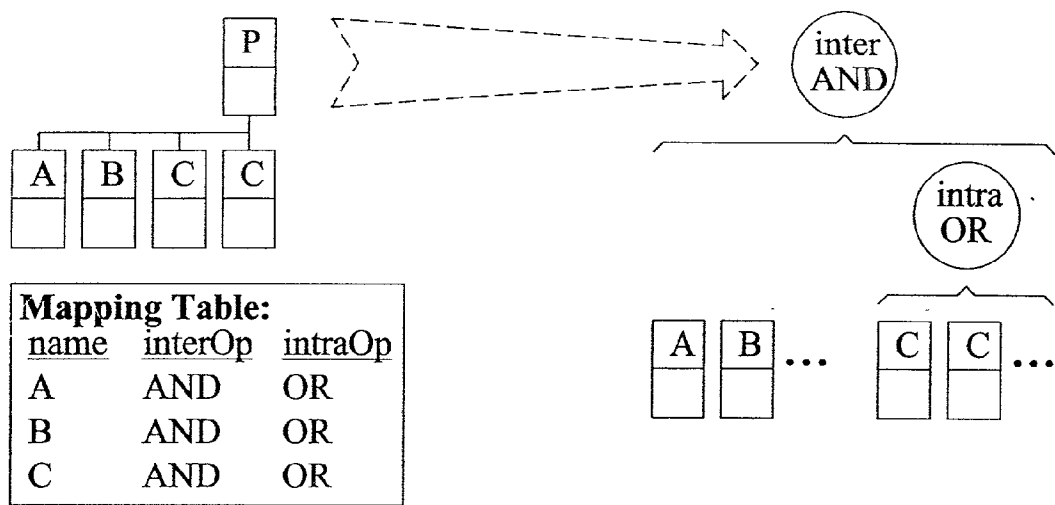 P
A B C C
Mapping Table:
name interOp intraOp
A AND OR
B AND OR
C AND OR
inter
AND
intra
OR
A B ... C C ...